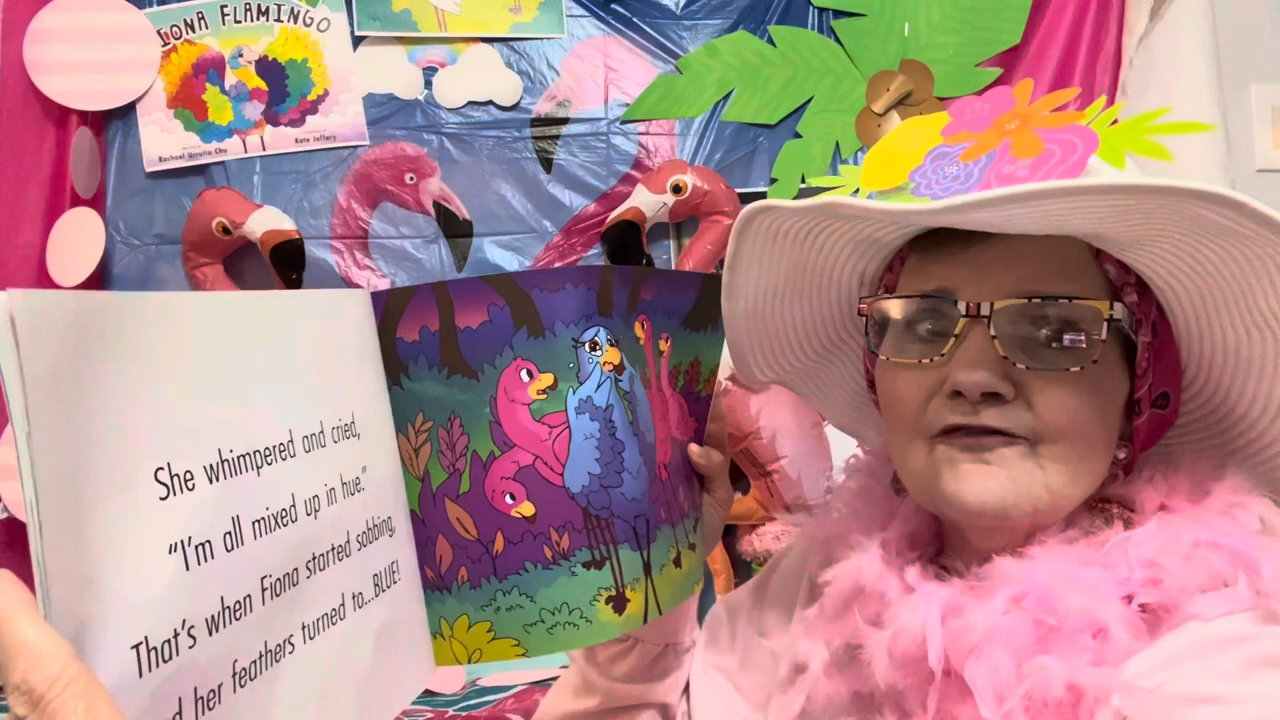 IONA FLAMINGO
Rachael Urrutia Chu
Kate Jeffery
She whimpered and cried,
"I'm all mixed up in hue."
That's when Fiona started sobbing,
her feathers turned to...BLUE!